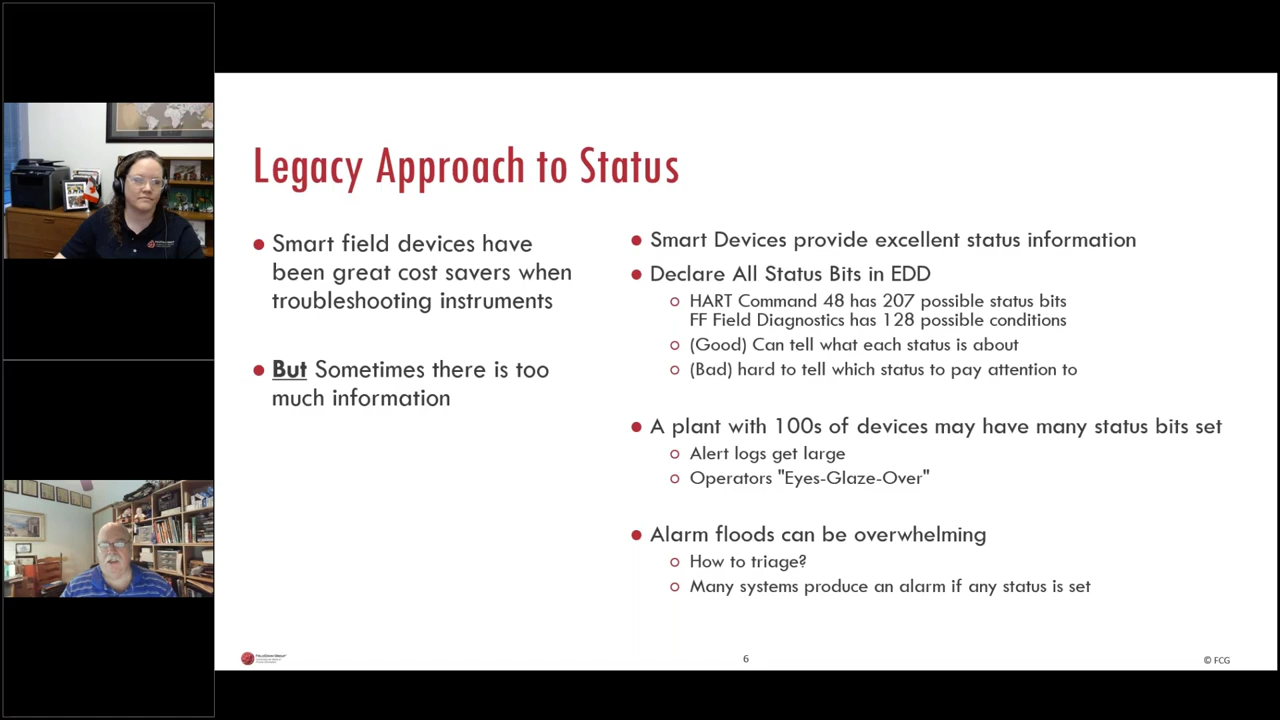 Legacy Approach to Status
● Smart field devices have
been great cost savers when
troubleshooting instruments
● But Sometimes there is too
much information
● Smart Devices provide excellent status information
● Declare All Status Bits in EDD
○ HART Command 48 has 207 possible status bits
FF Field Diagnostics has 128 possible conditions
○ (Good) Can tell what each status is about
○ (Bad) hard to tell which status to pay attention to
● A plant with 100s of devices may have many status bits set
○ Alert logs get large
○ Operators "Eyes-Glaze-Over"
● Alarm floods can be overwhelming
○ How to triage?
○ Many systems produce an alarm if any status is set
FieldComm Group
6
© FCG